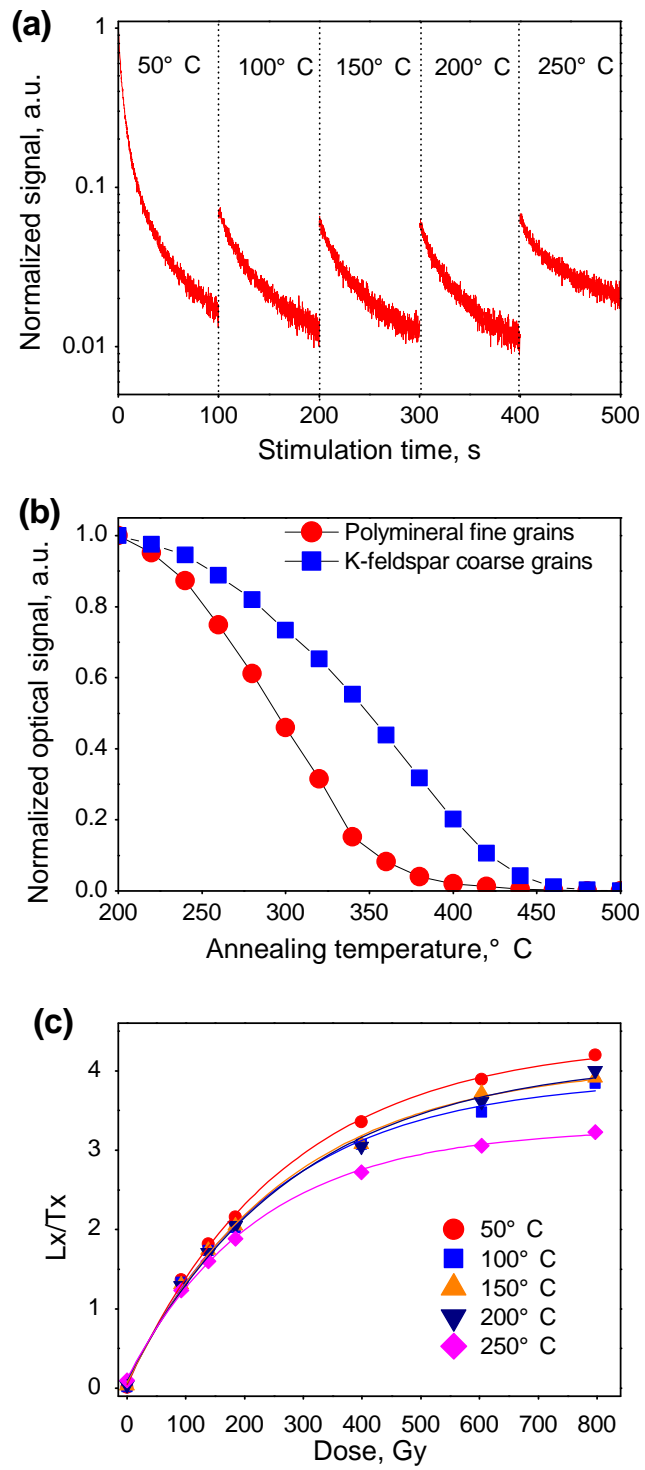 (a)
1
50° C 100° C 150° C 200° C 250° C
0.1
0.01
Normalized signal, a.u.
0 100 200 300 400 500
Stimulation time, s
(b)
1.0
0.8
0.6
0.4
0.2
0.0
Normalized optical signal, a.u.
Polymineral fine grains
K-feldspar coarse grains
200 250 300 350 400 450 500
Annealing temperature,° C
(c)
4
3
2
1
0
Lx/Tx
50° C
100° C
150° C
200° C
250° C
0 100 200 300 400 500 600 700 800
Dose, Gy